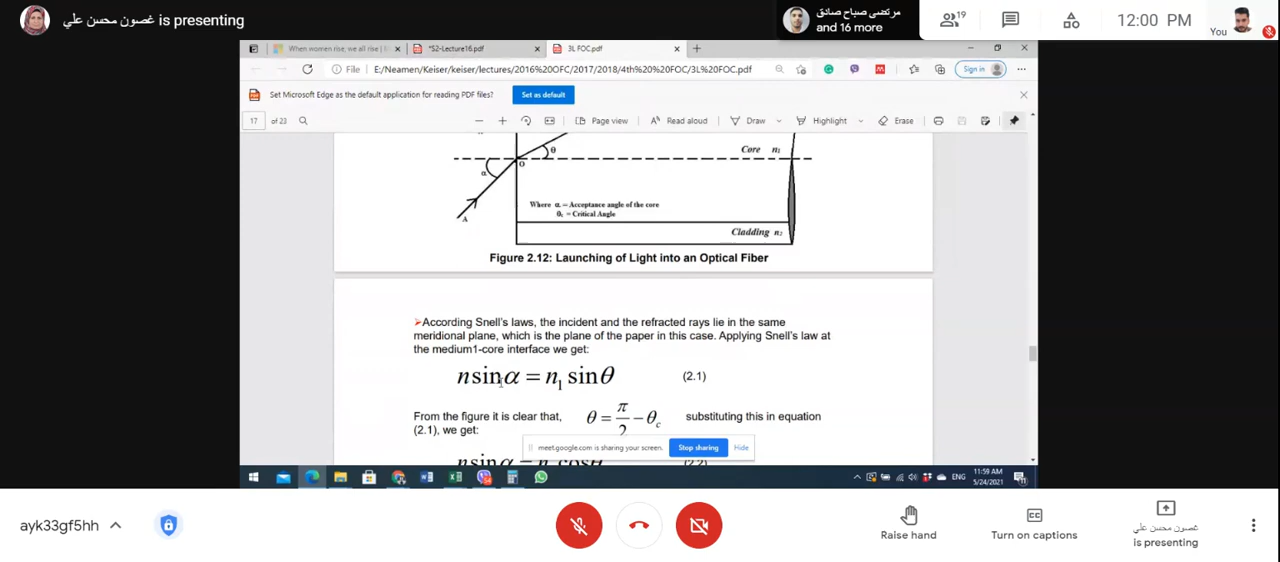 غصون محسن علي is presenting
مرتضى صباح صادق
and 16 more
19
12:00 PM
You
When women rise, we all rise |
*S2-Lecture16.pdf
3L FOC.pdf
File E:/Neamen/Keiser/keiser/lectures/2016%20OFC/2017/2018/4th%20%20FOC/3L%20FOC.pdf
Sign in
Set Microsoft Edge as the default application for reading PDF files?
Set as default
17 of 23
Page view
Read aloud
Draw
Highlight
Erase
θ
Core n₁
O
α
A
Where α = Acceptance angle of the core
θc = Critical Angle
Cladding n₂
Figure 2.12: Launching of Light into an Optical Fiber
➢According Snell's laws, the incident and the refracted rays lie in the same
meridional plane, which is the plane of the paper in this case. Applying Snell's law at
the medium1-core interface we get:
n sin α = n₁ sin θ (2.1)
From the figure it is clear that, θ = π/2 − θc substituting this in equation
(2.1), we get:
meet.google.com is sharing your screen.
Stop sharing
Hide
ENG
11:59 AM
5/24/2021
ayk33gf5hh
Raise hand
Turn on captions
غصون محسن علي
is presenting